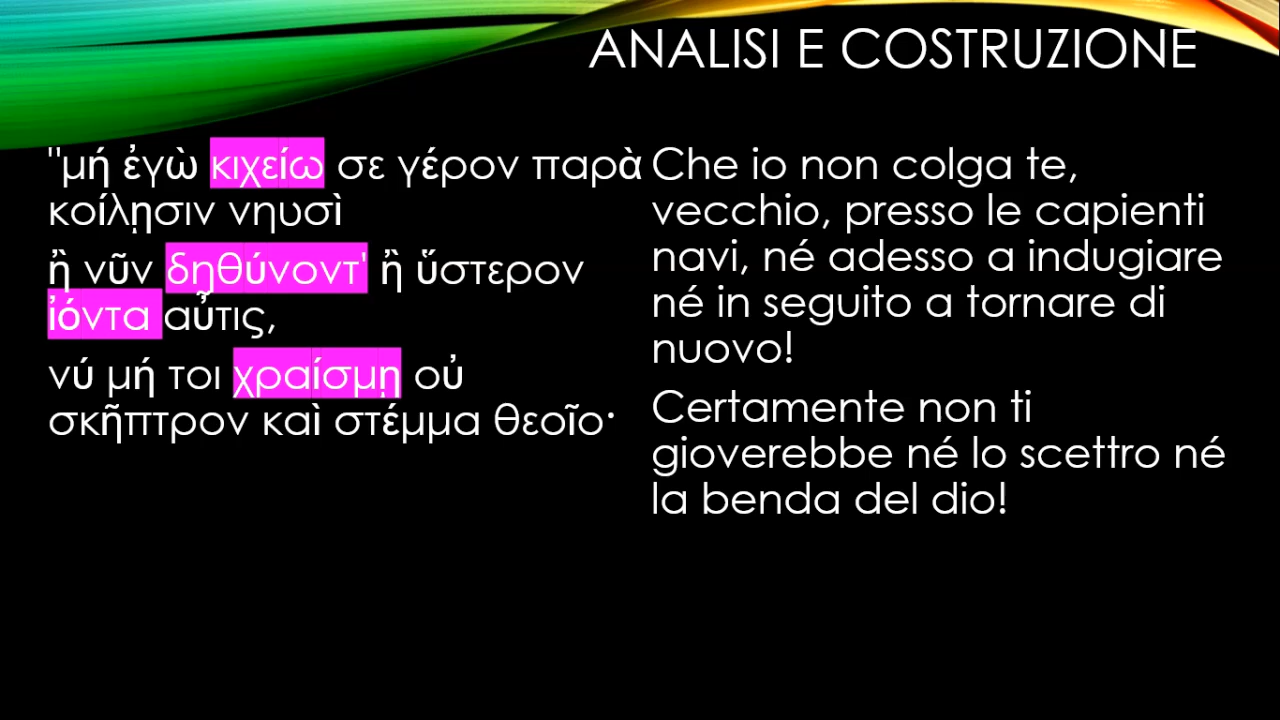 ANALISI E COSTRUZIONE
"μή ἐγὼ κιχείω σε γέρον παρὰ
κοίλῃσιν νηυσὶ
ἢ νῦν δηθύνοντ' ἢ ὕστερον
ἰόντα αὖτις,
νύ μή τοι χραίσμῃ οὐ
σκῆπτρον καὶ στέμμα θεοῖο·
Che io non colga te,
vecchio, presso le capienti
navi, né adesso a indugiare
né in seguito a tornare di
nuovo!
Certamente non ti
gioverebbe né lo scettro né
la benda del dio!